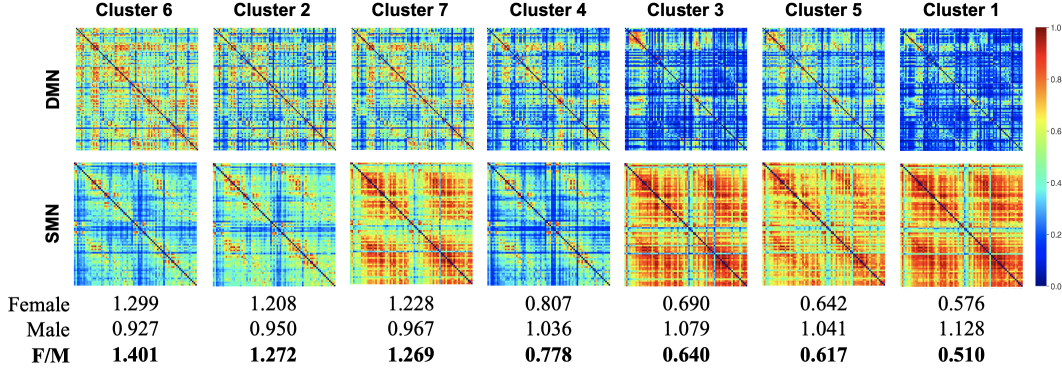 Cluster 6 Cluster 2 Cluster 7 Cluster 4 Cluster 3 Cluster 5 Cluster 1
DMN
1.0
0.8
0.6
0.4
0.2
0.0
SMN
Female 1.299 1.208 1.228 0.807 0.690 0.642 0.576
Male 0.927 0.950 0.967 1.036 1.079 1.041 1.128
F/M 1.401 1.272 1.269 0.778 0.640 0.617 0.510